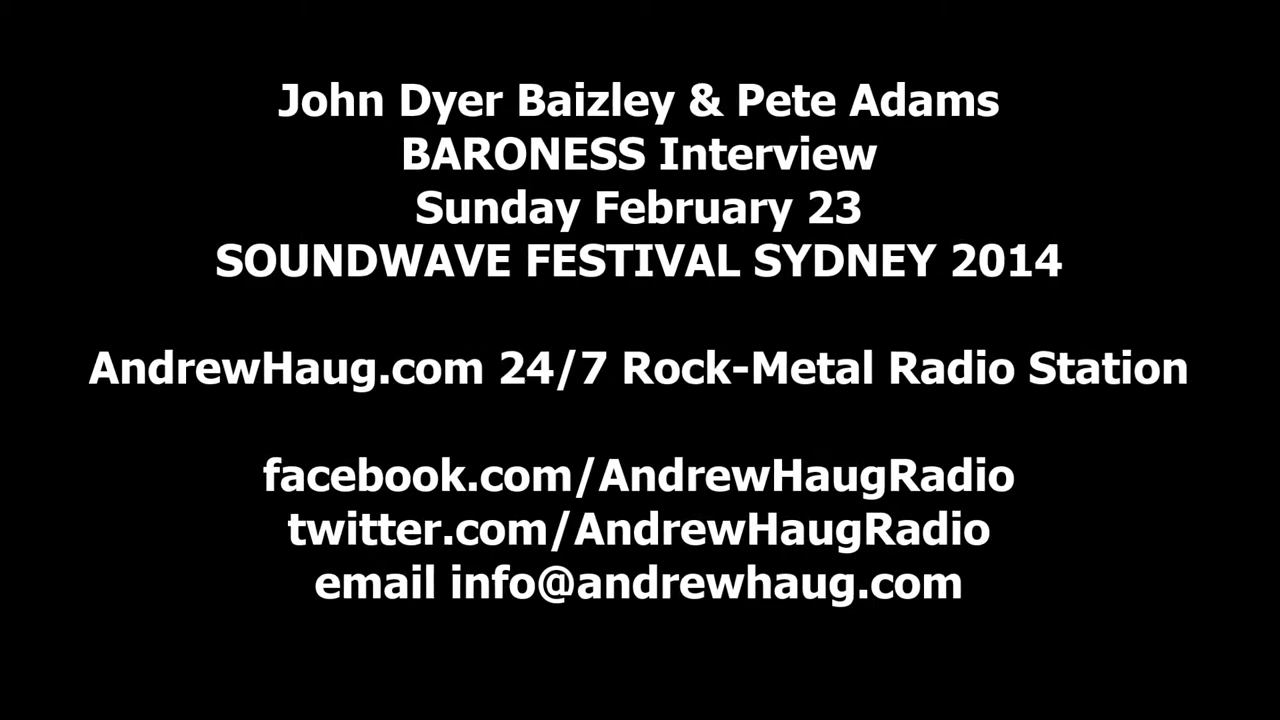 John Dyer Baizley & Pete Adams
BARONESS Interview
Sunday February 23
SOUNDWAVE FESTIVAL SYDNEY 2014
AndrewHaug.com 24/7 Rock-Metal Radio Station
facebook.com/AndrewHaugRadio
twitter.com/AndrewHaugRadio
email info@andrewhaug.com